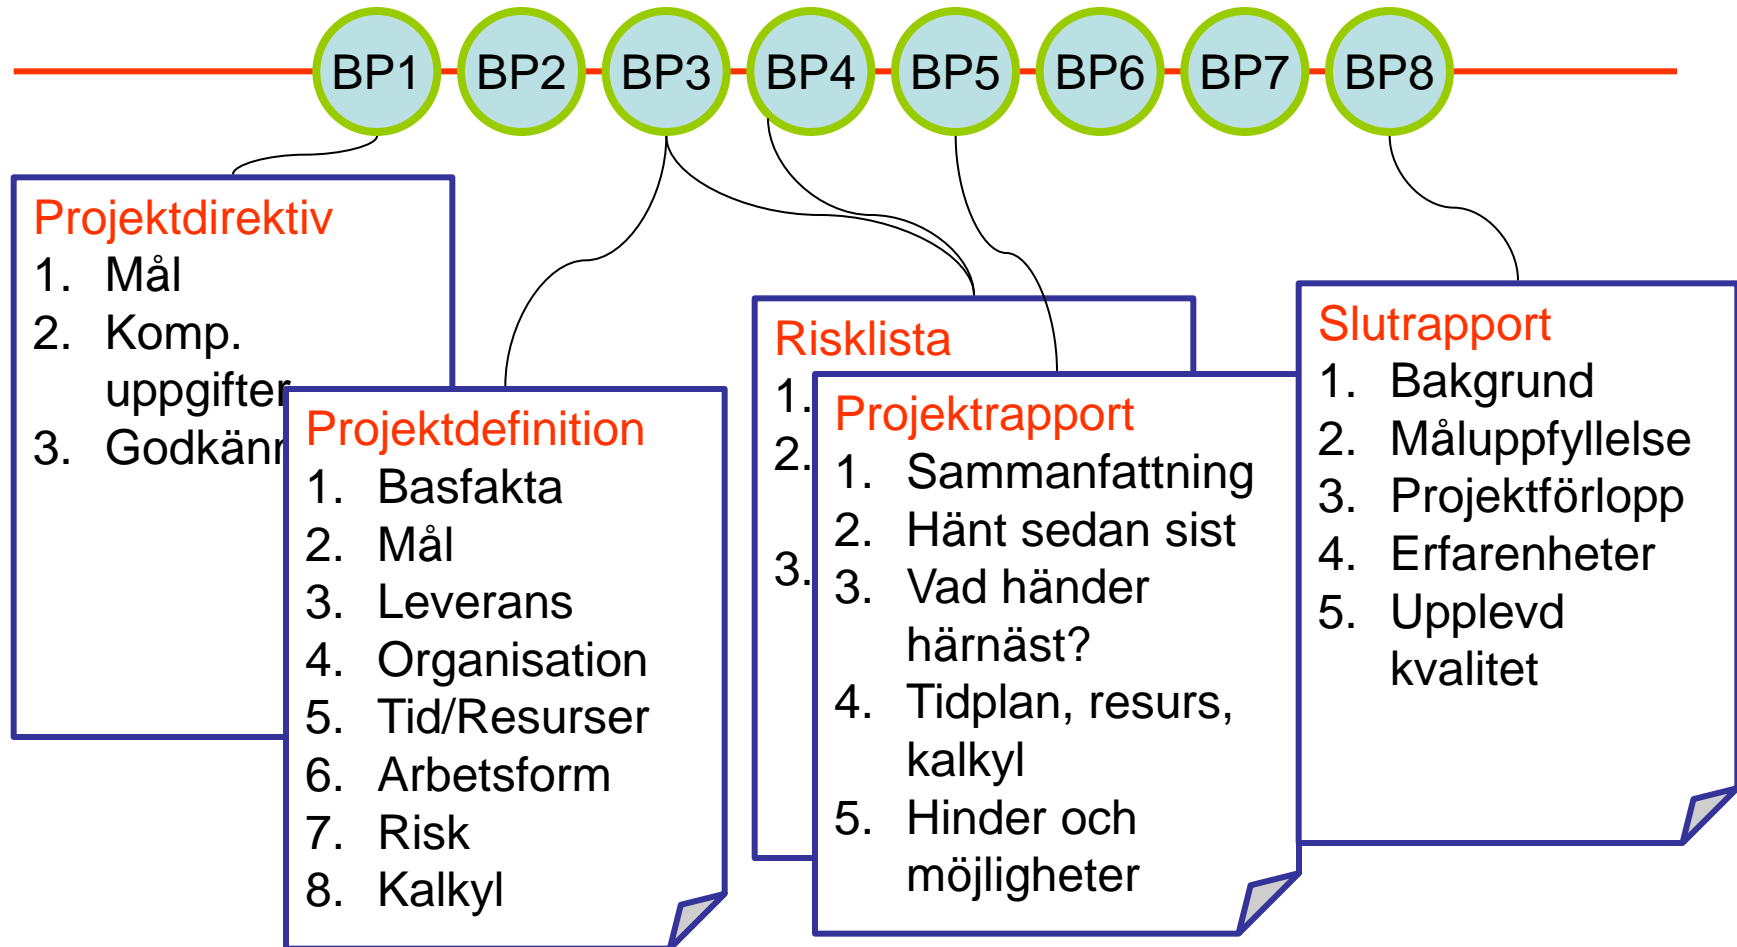 BP1 BP2 BP3 BP4 BP5 BP6 BP7 BP8
Projektdirektiv
1. Mål
2. Komp.
uppgifter
3.
Projektdefinition
1. Basfakta
2. Mål
3. Leverans
4. Organisation
5. Tid/Resurser
6. Arbetsform
7. Risk
8. Kalkyl
Risklista
1.
2.
3.
Projektrapport
1. Sammanfattning
2. Hänt sedan sist
3. Vad händer
härnäst?
4. Tidplan, resurs,
kalkyl
5. Hinder och
möjligheter
Slutrapport
1. Bakgrund
2. Måluppfyllelse
3. Projektförlopp
4. Erfarenheter
5. Upplevd
kvalitet